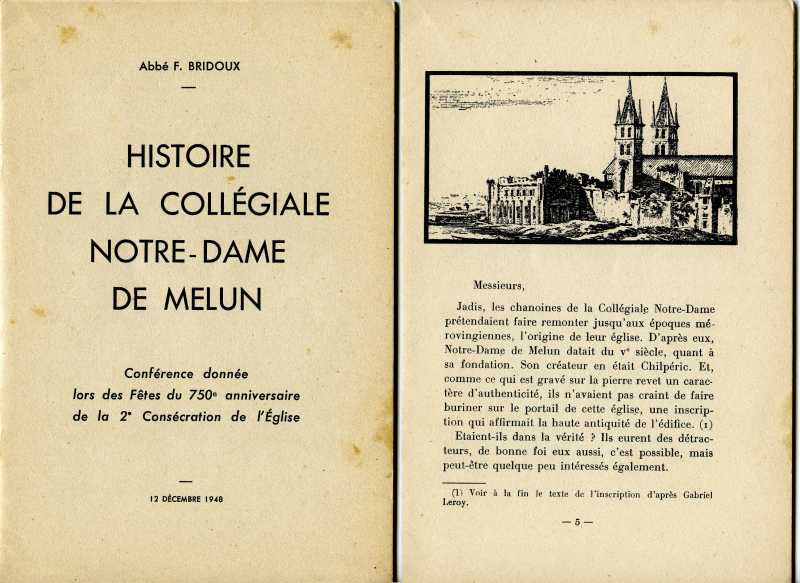 Abbé F. BRIDOUX
HISTOIRE
DE LA COLLÉGIALE
NOTRE-DAME
DE MELUN
Conférence donnée
lors des Fêtes du 750e anniversaire
de la 2e Consécration de l'Église
12 DÉCEMBRE 1948
Messieurs,
Jadis, les chanoines de la Collégiale Notre-Dame
prétendaient faire remonter jusqu'aux époques mé-
rovingiennes, l'origine de leur église. D'après eux,
Notre-Dame de Melun datait du ve siècle, quant à
sa fondation. Son créateur en était Chilpéric. Et,
comme ce qui est gravé sur la pierre revet un carac-
tère d'authenticité, ils n'avaient pas craint de faire
buriner sur le portail de cette église, une inscrip-
tion qui affirmait la haute antiquité de l'édifice. (1)
Etaient-ils dans la vérité ? Ils eurent des détrac-
teurs, de bonne foi eux aussi, c'est possible, mais
peut-être quelque peu intéressés également.
(1) Voir à la fin le texte de l'inscription d'après Gabriel
Leroy.
— 5 —